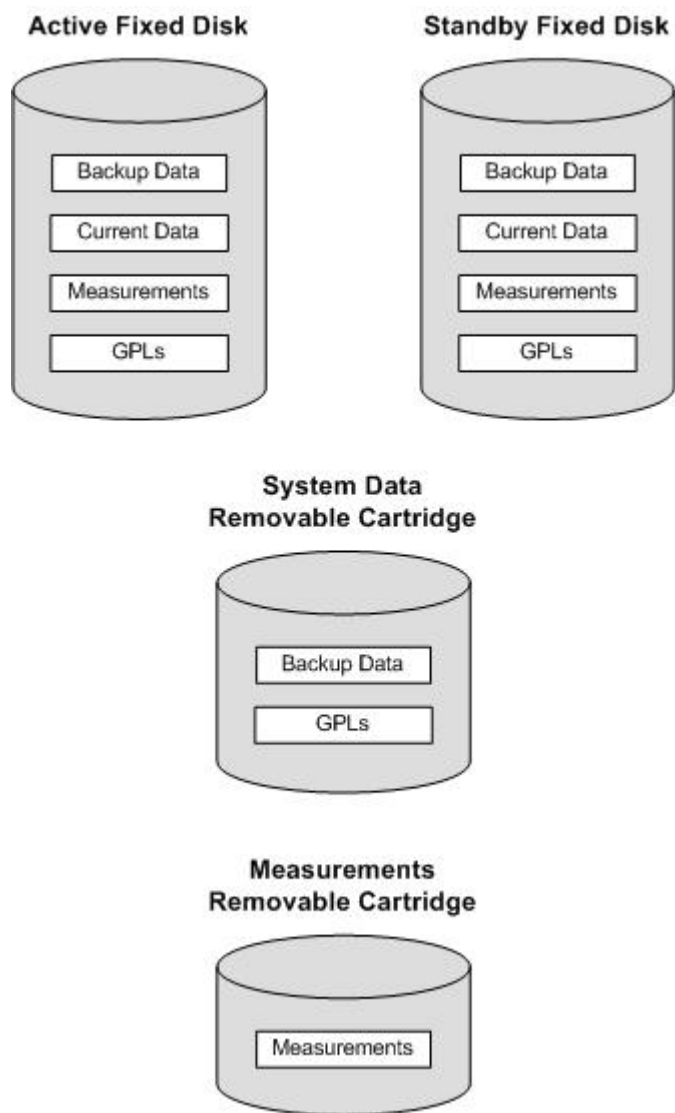 Active Fixed Disk
Standby Fixed Disk
Backup Data
Current Data
Measurements
GPLs
Backup Data
Current Data
Measurements
GPLs
System Data
Removable Cartridge
Backup Data
GPLs
Measurements
Removable Cartridge
Measurements